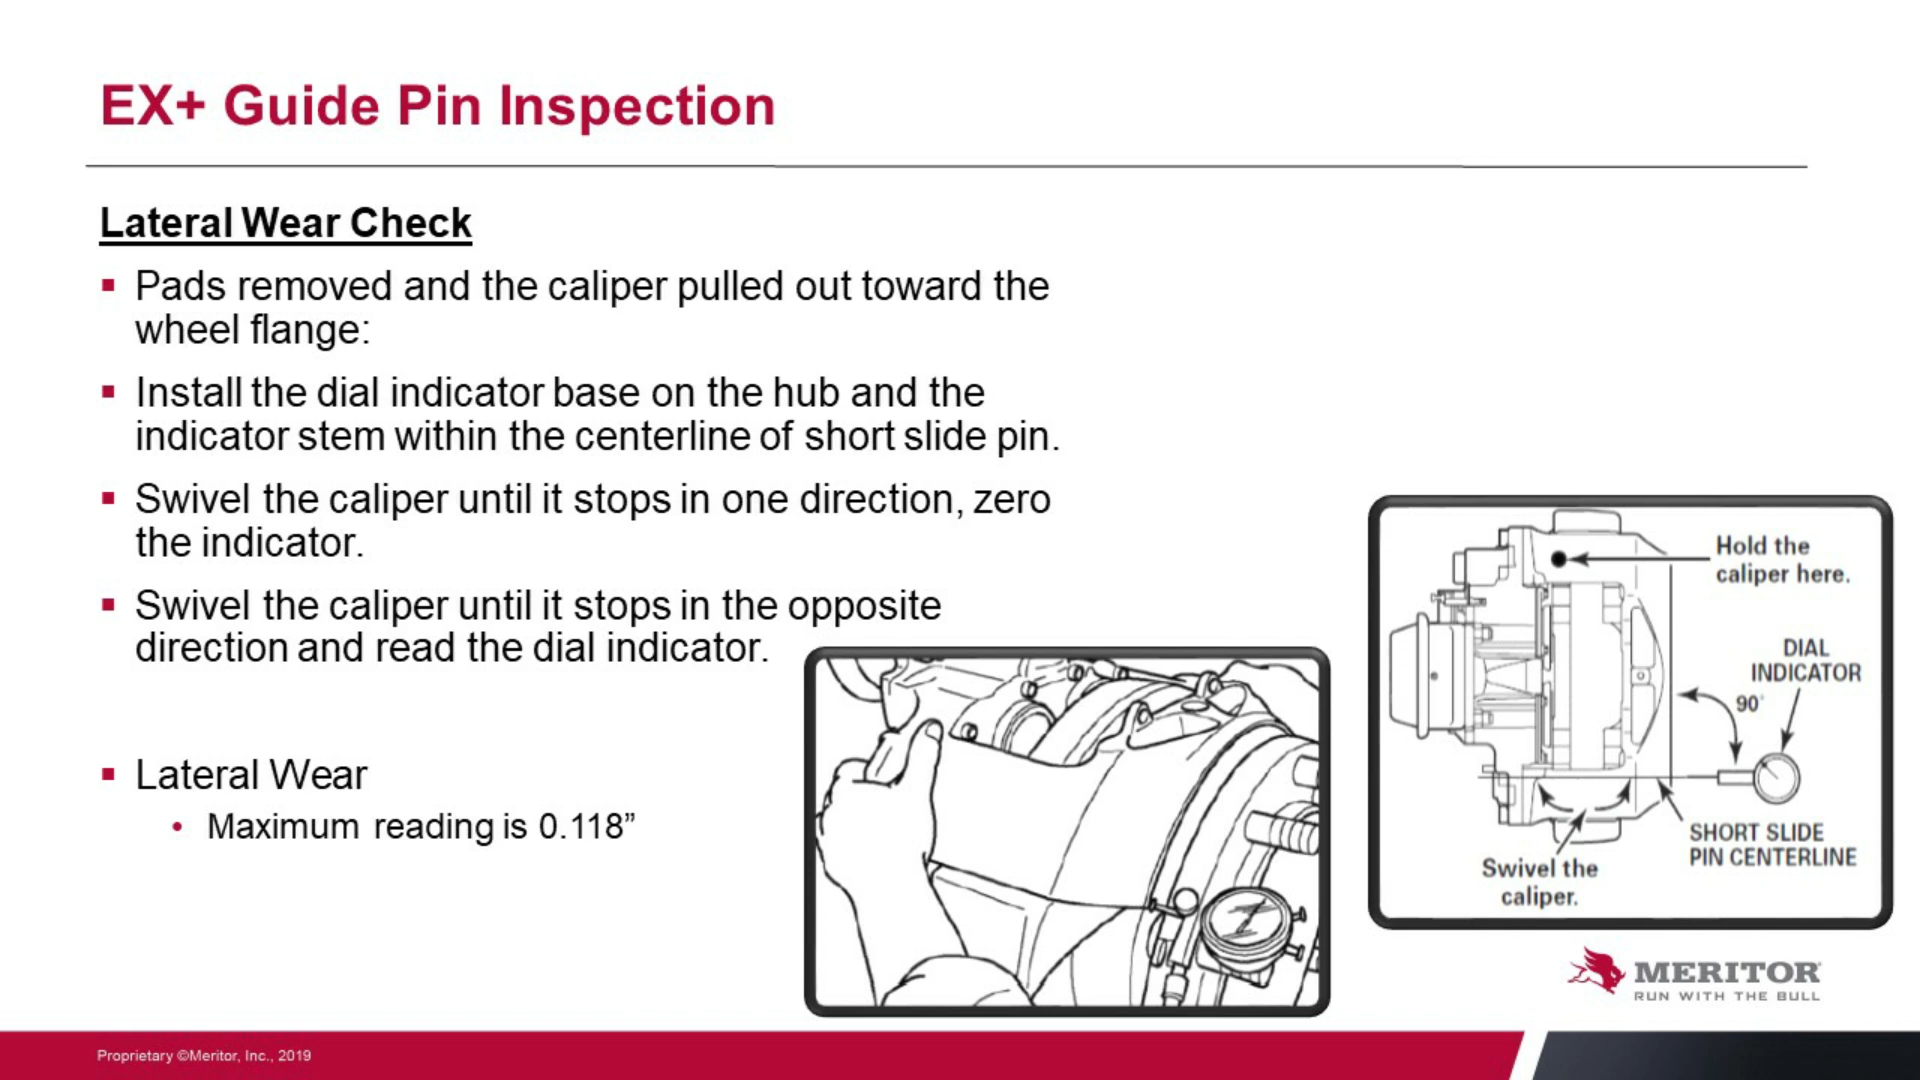 EX+ Guide Pin Inspection
Lateral Wear Check
Pads removed and the caliper pulled out toward the
wheel flange:
Install the dial indicator base on the hub and the
indicator stem within the centerline of short slide pin.
Swivel the caliper until it stops in one direction, zero
the indicator.
Swivel the caliper until it stops in the opposite
direction and read the dial indicator.
Lateral Wear
Maximum reading is 0.118”
Hold the
caliper here.
DIAL
INDICATOR
90°
SHORT SLIDE
PIN CENTERLINE
Swivel the
caliper.
MERITOR
RUN WITH THE BULL
Proprietary ©Meritor, Inc., 2019